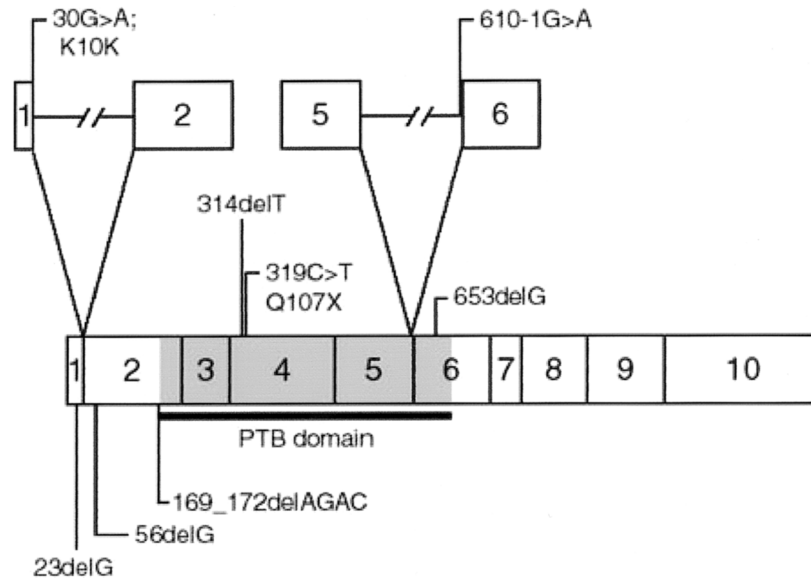 30G>A;
K10K
610-1G>A
1
2
5
6
314delT
319C>T
Q107X
653delG
1 2 3 4 5 6 7 8 9 10
PTB domain
169_172delAGAC
56delG
23delG